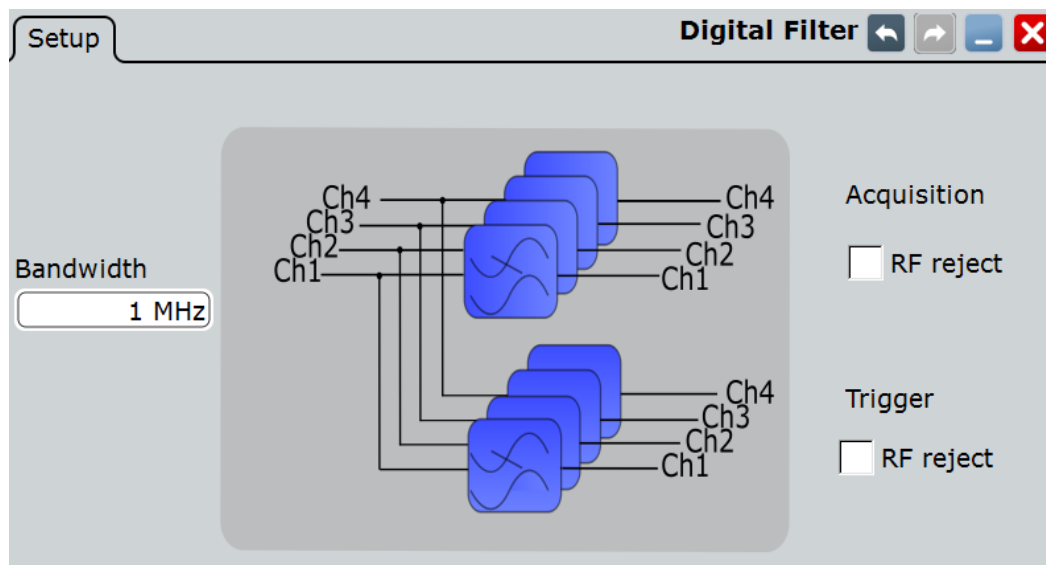 Setup
Digital Filter
Bandwidth
1 MHz
Ch4
Ch3
Ch2
Ch1
Ch4
Ch3
Ch2
Ch1
Acquisition
RF reject
Ch4
Ch3
Ch2
Ch1
Trigger
RF reject